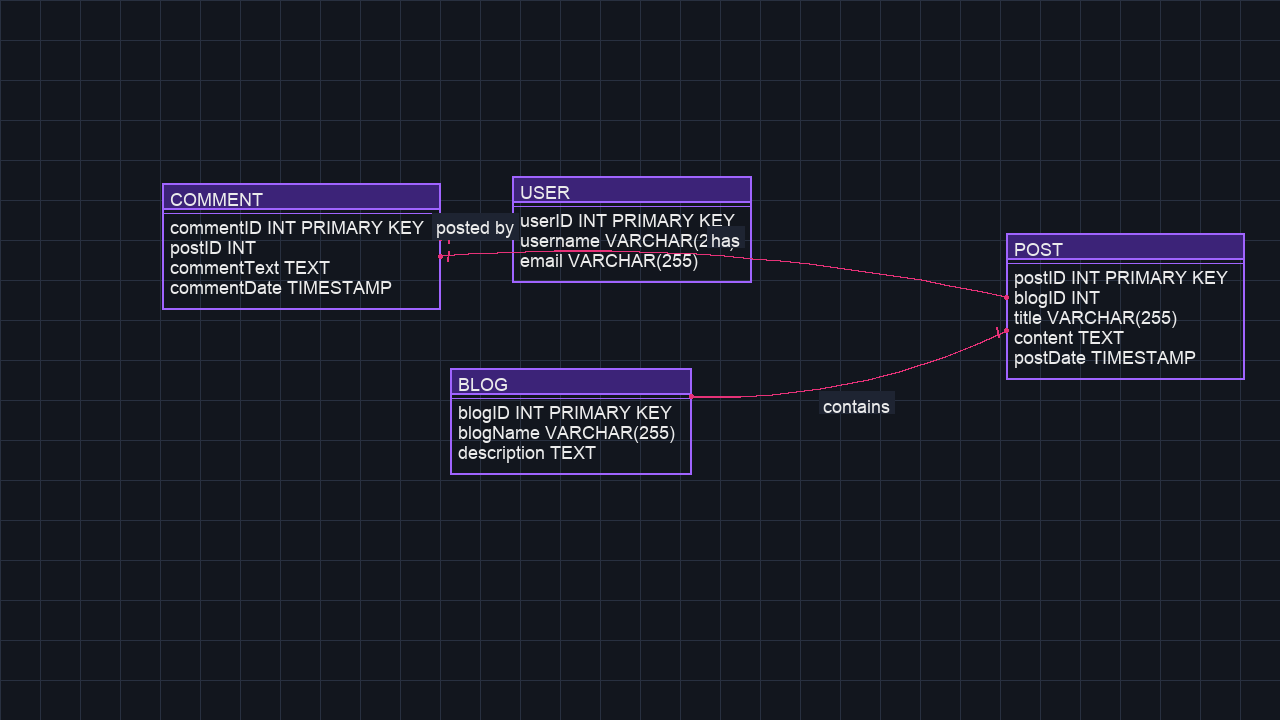 COMMENT
commentID INT PRIMARY KEY
postID INT
commentText TEXT
commentDate TIMESTAMP
posted by
USER
userID INT PRIMARY KEY
username VARCHAR(2
has
email VARCHAR(255)
POST
postID INT PRIMARY KEY
blogID INT
title VARCHAR(255)
content TEXT
postDate TIMESTAMP
BLOG
blogID INT PRIMARY KEY
blogName VARCHAR(255)
description TEXT
contains